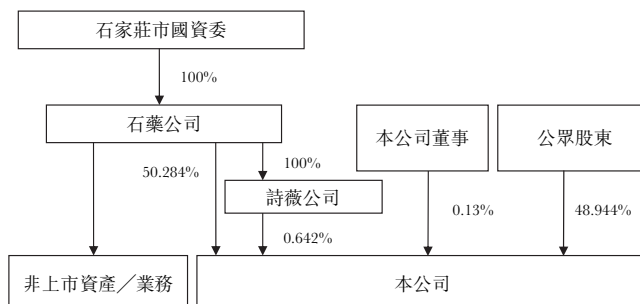 石家莊市國資委
100%
石藥公司
本公司董事
公眾股東
50.284%
100%
詩薇公司
0.13%
48.944%
0.642%
非上市資產／業務
本公司